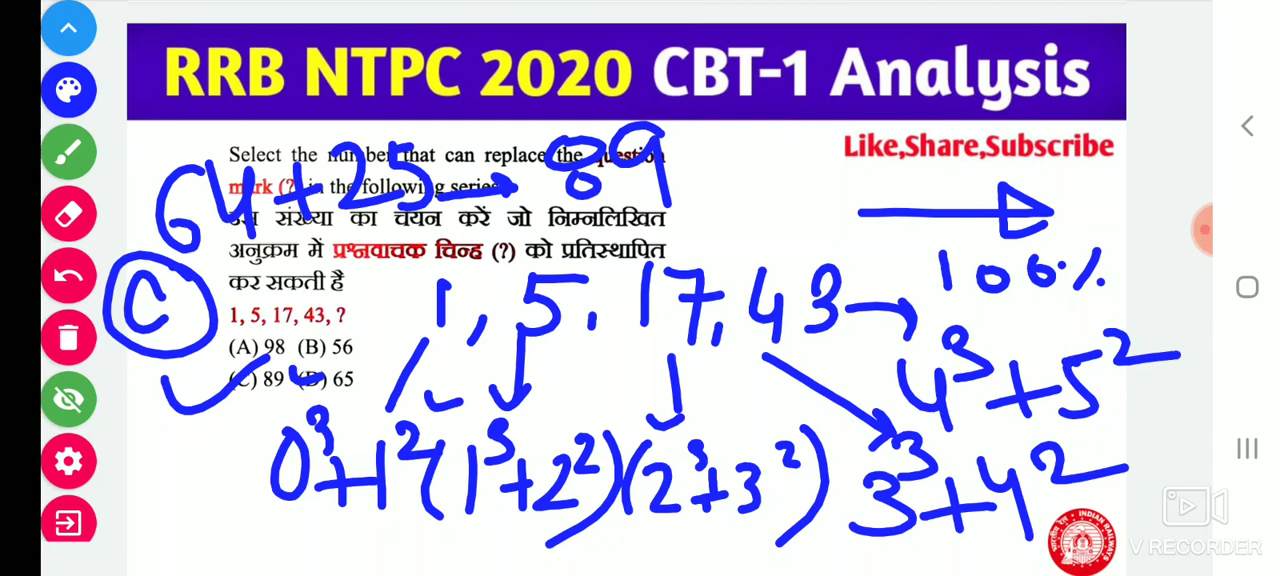 RRB NTPC 2020 CBT-1 Analysis
Like,Share,Subscribe
Select the number that can replace the question
mark (?) in the following series
उस संख्या का चयन करें जो निम्नलिखित
अनुक्रम में प्रश्नवाचक चिन्ह (?) को प्रतिस्थापित
कर सकती है
1, 5, 17, 43, ?
(A) 98 (B) 56
(C) 89 (D) 65
64+25→89
C
100%
1, 5, 17, 43→
4³+5²
0³+1² (1³+2²) (2³+3²) 3³+4²
INDIAN RAILWAYS
V RECORDER